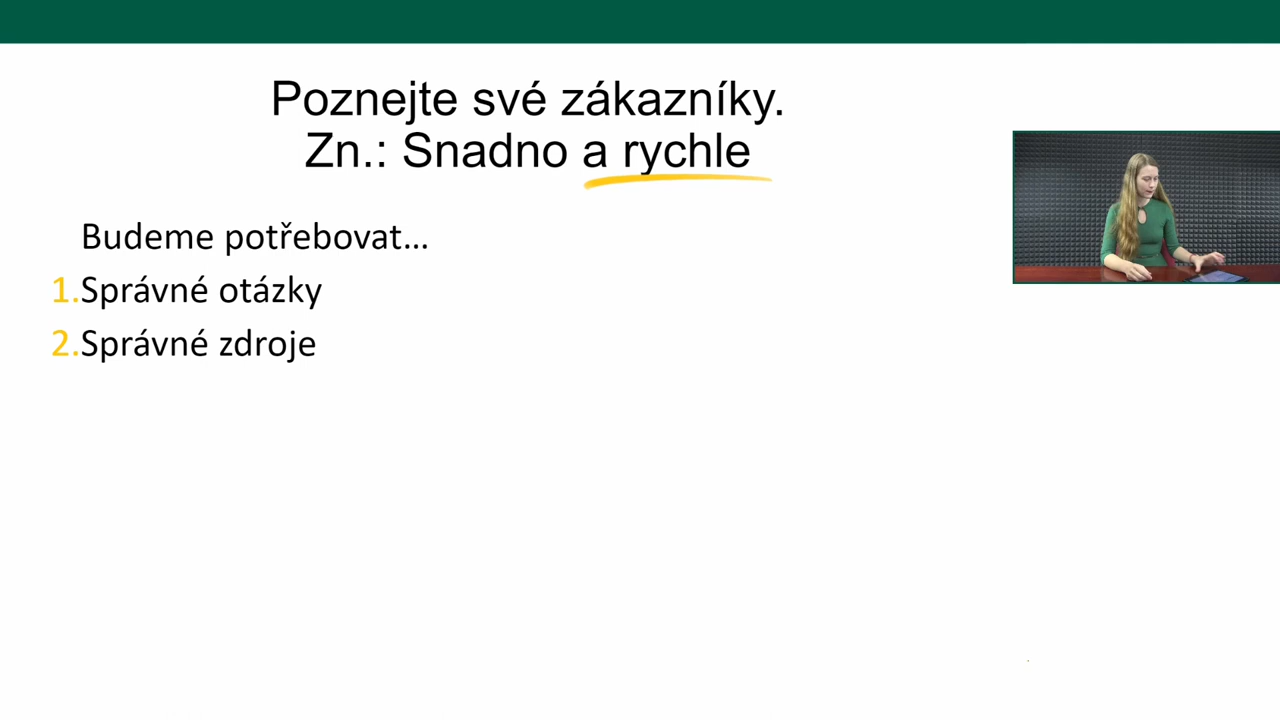 Poznejte své zákazníky.
Zn.: Snadno a rychle
Budeme potřebovat…
1.Správné otázky
2.Správné zdroje